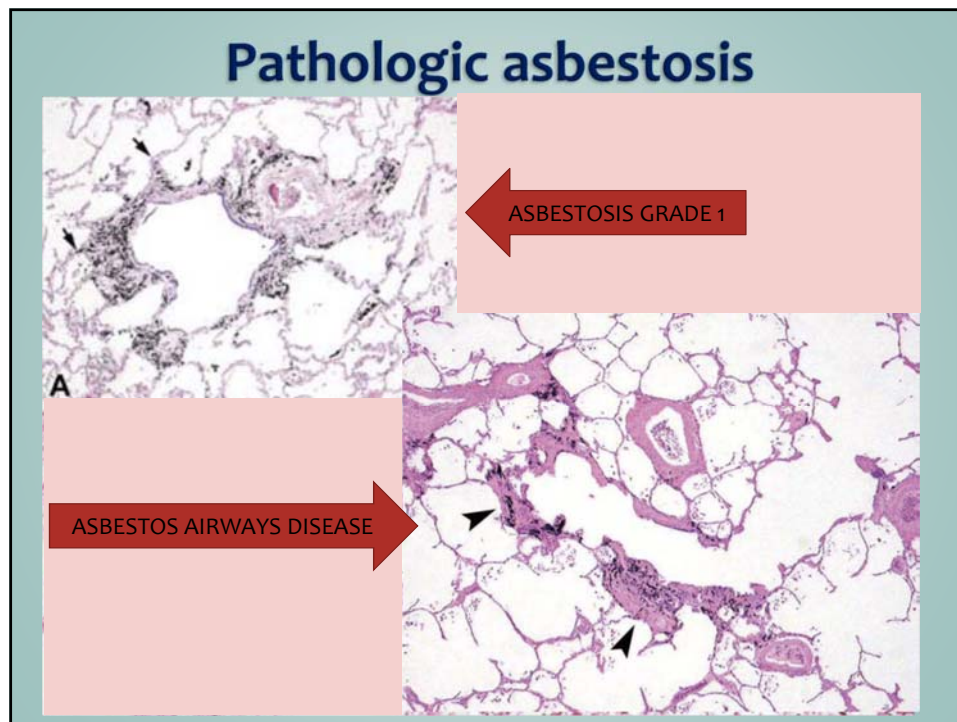 Pathologic asbestosis
ASBESTOSIS GRADE 1
A
ASBESTOS AIRWAYS DISEASE